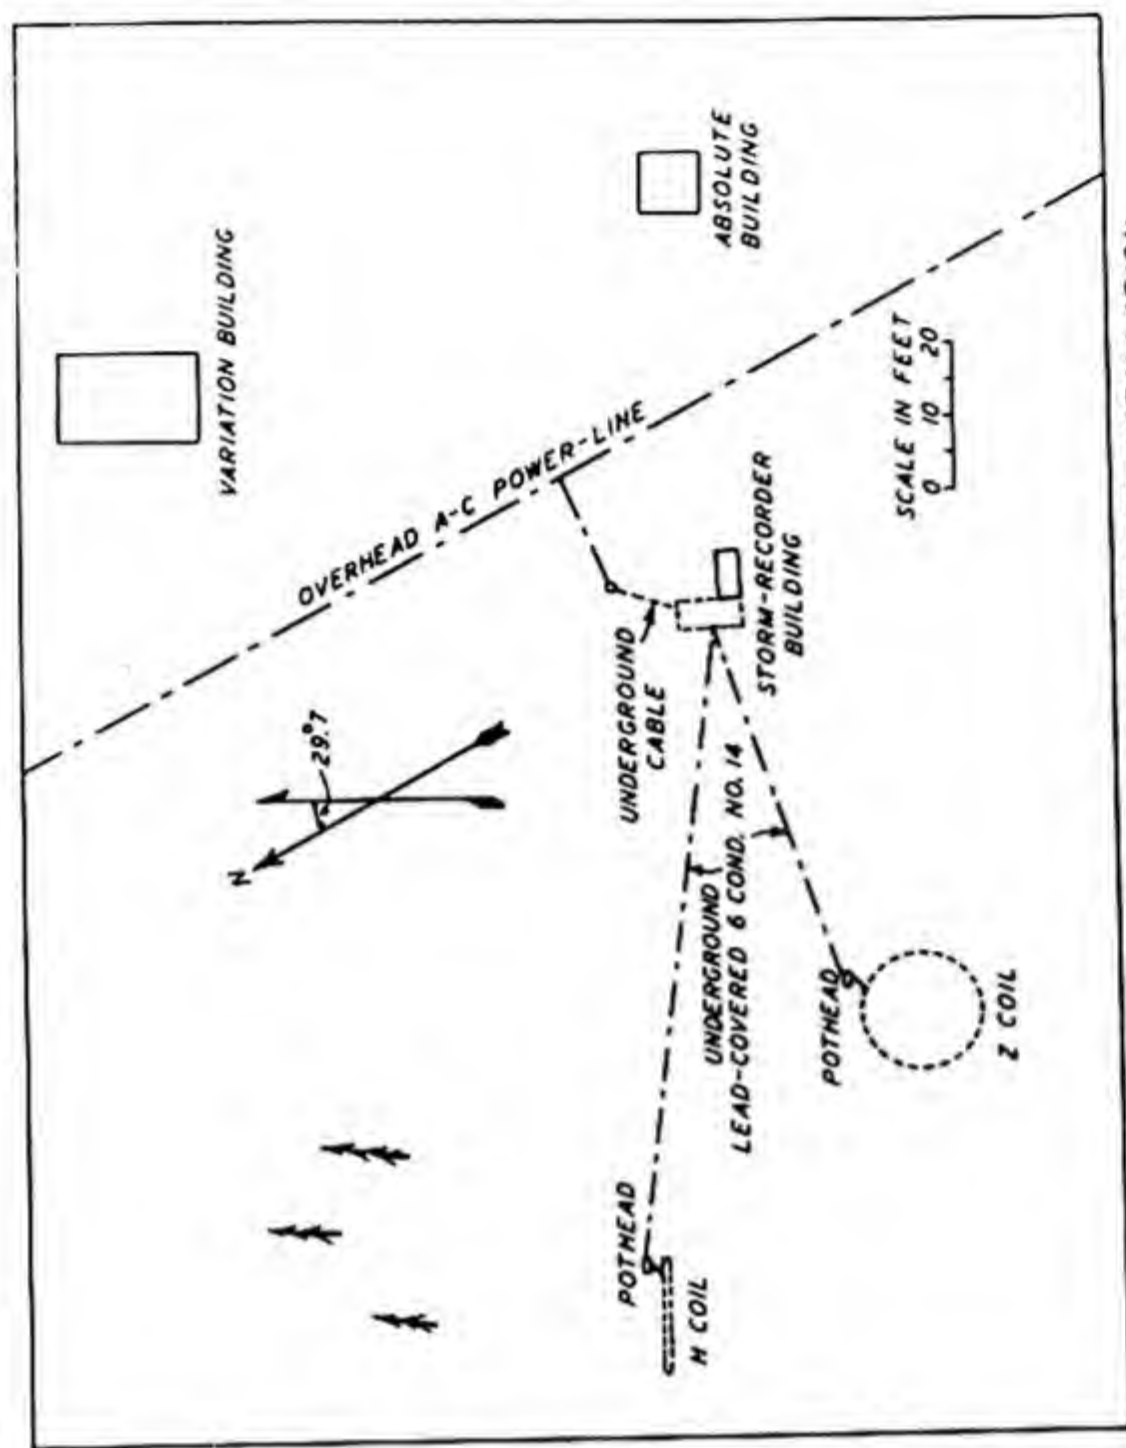 VARIATION BUILDING
ABSOLUTE
BUILDING
OVERHEAD A-C POWER-LINE
SCALE IN FEET
0 10 20
STORM-RECORDER
BUILDING
UNDERGROUND
CABLE
29°.7
N
UNDERGROUND
LEAD-COVERED 6 COND. NO. 14
POTHEAD
Z COIL
POTHEAD
H COIL